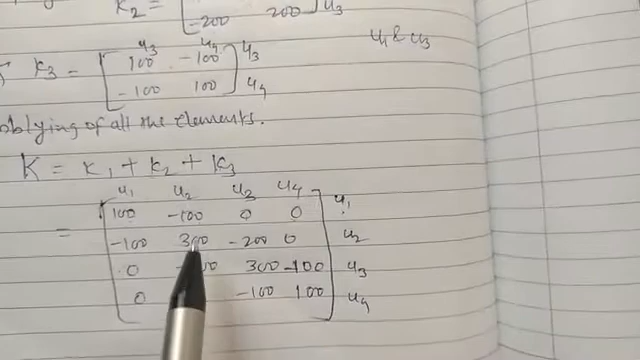 K₂ =
-200 200 u₃
u₁ & u₃
u₃ u₄
K₃ - 100 -100 u₃
-100 100 u₄
of all the elements.
K = K₁ + K₂ + K₃
u₁ u₂ u₃ u₄
= 100 -100 0 0 u₁
-100 300 -200 0 u₂
0 300 -100 u₃
0 -100 100 u₄